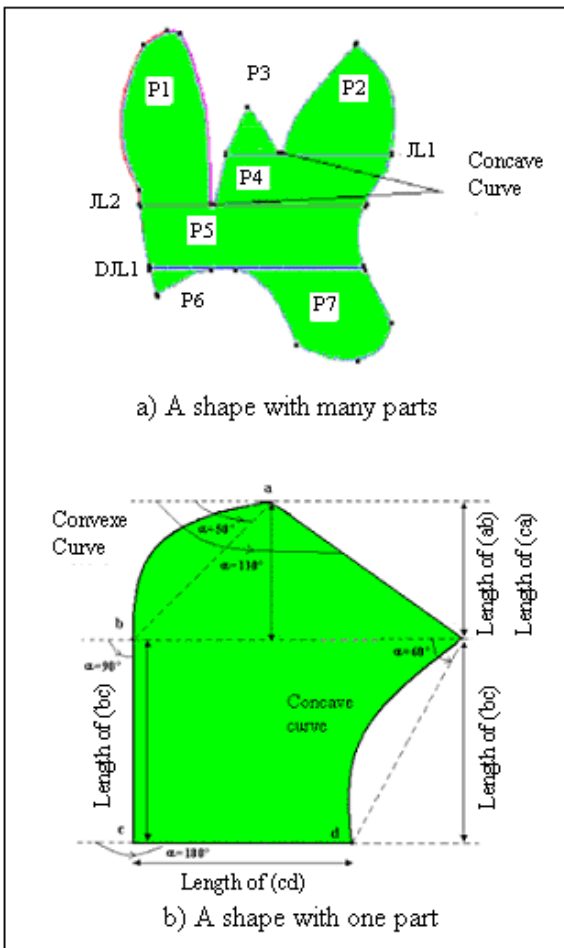 P1
P3
P2
JL1
P4
Concave
Curve
JL2
P5
DJL1
P6
P7
a) A shape with many parts
a
Convexe
Curve
α=50°
α=110°
Length of (ab)
Length of (ca)
b
α=90°
α=60°
Length of (bc)
Concave
curve
Length of (bc)
c
d
α=180°
Length of (cd)
b) A shape with one part